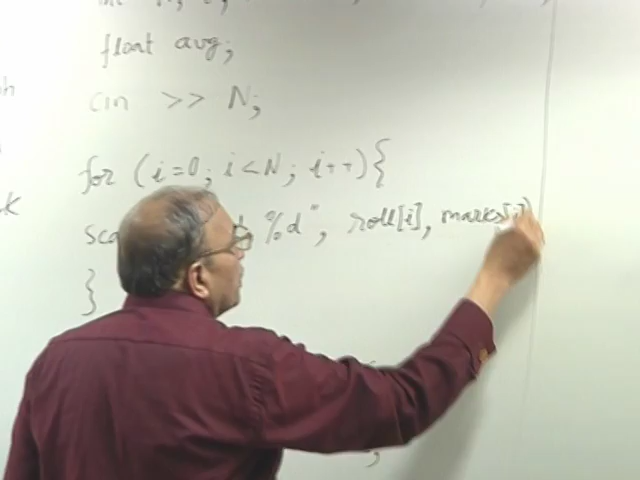 float avg;
cin >> N;
for (i=0; i<N; i++){
sca %d", roll[i], marks[i]
}